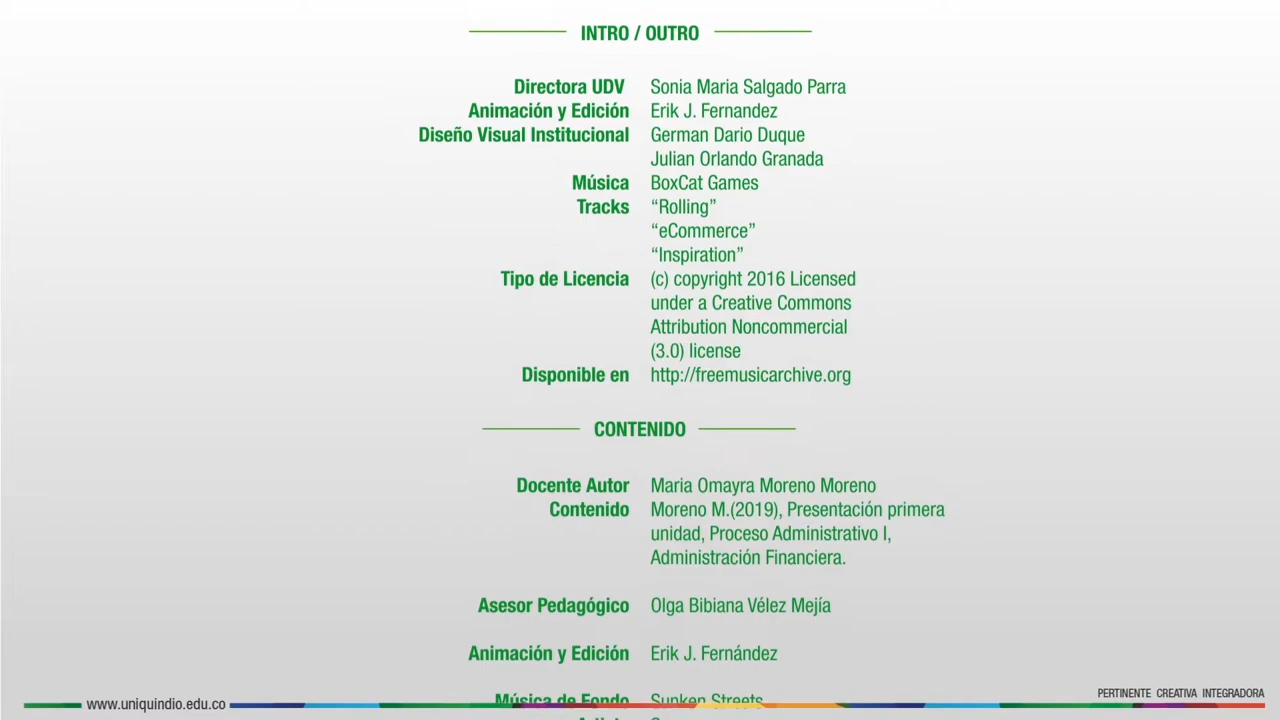 INTRO / OUTRO
Directora UDV Sonia Maria Salgado Parra
Animación y Edición Erik J. Fernandez
Diseño Visual Institucional German Dario Duque
Julian Orlando Granada
Música BoxCat Games
Tracks “Rolling”
“eCommerce”
“Inspiration”
Tipo de Licencia (c) copyright 2016 Licensed
under a Creative Commons
Attribution Noncommercial
(3.0) license
Disponible en http://freemusicarchive.org
CONTENIDO
Docente Autor Maria Omayra Moreno Moreno
Contenido Moreno M.(2019), Presentación primera
unidad, Proceso Administrativo I,
Administración Financiera.
Asesor Pedagógico Olga Bibiana Vélez Mejía
Animación y Edición Erik J. Fernández
Música de Fondo Sunken Streets
www.uniquindio.edu.co
PERTINENTE CREATIVA INTEGRADORA